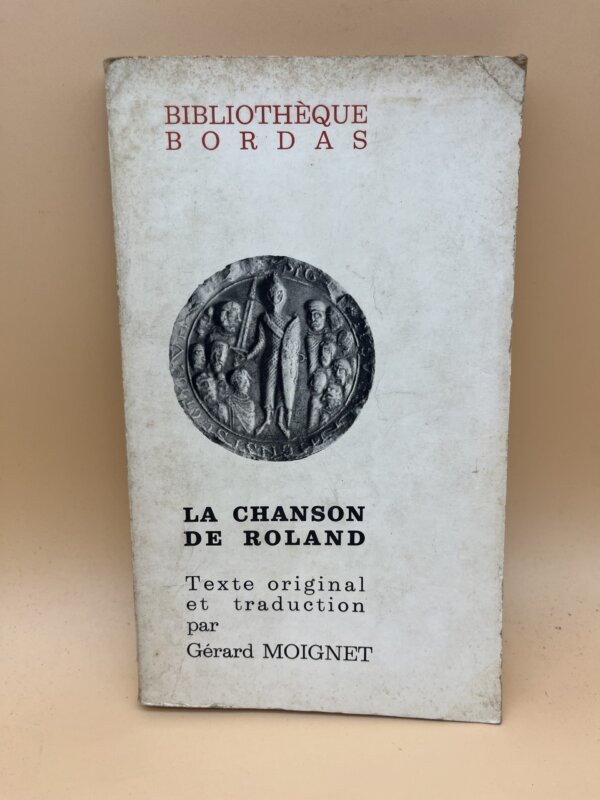 BIBLIOTHÈQUE
BORDAS
LA CHANSON
DE ROLAND
Texte original
et traduction
par
Gérard MOIGNET